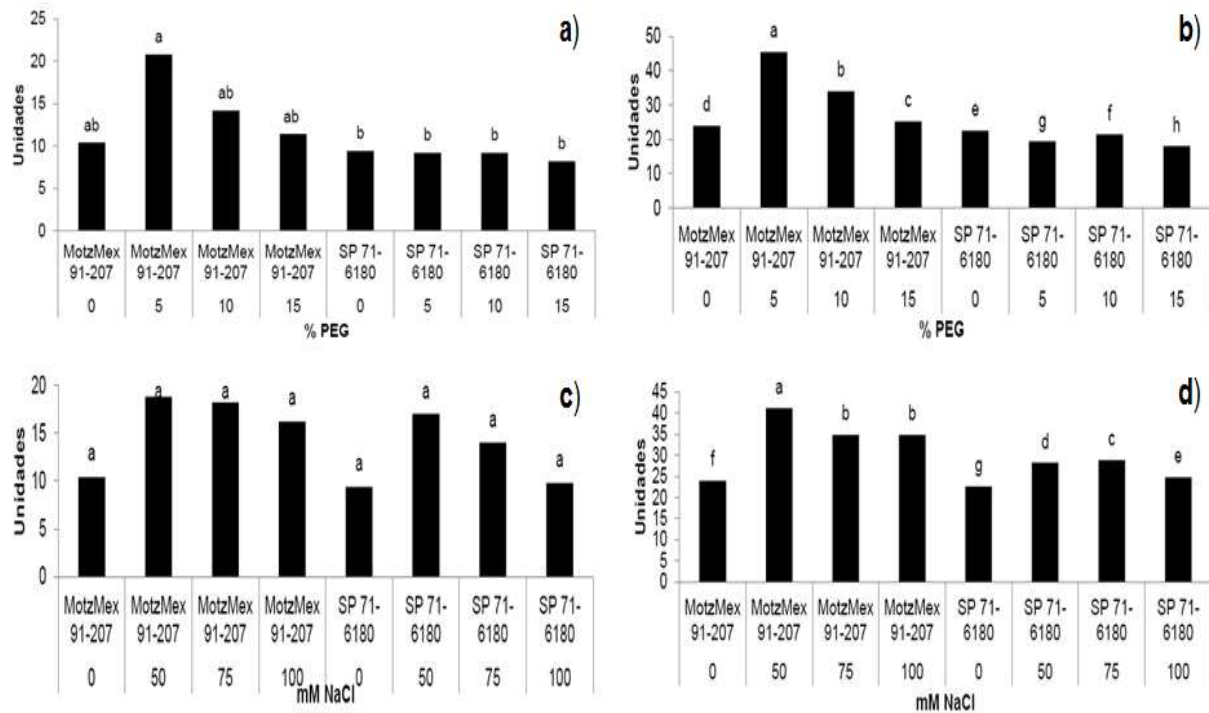 a)
25
20
15
10
5
0
Unidades
ab
a
ab
ab
b
b
b
b
MotzMex MotzMex MotzMex MotzMex SP 71- SP 71- SP 71- SP 71-
91-207 91-207 91-207 91-207 6180 6180 6180 6180
0 5 10 15 0 5 10 15
% PEG
b)
50
40
30
20
10
0
Unidades
d
a
b
c
e
g
f
h
MotzMex MotzMex MotzMex MotzMex SP 71- SP 71- SP 71- SP 71-
91-207 91-207 91-207 91-207 6180 6180 6180 6180
0 5 10 15 0 5 10 15
% PEG
c)
20
15
10
5
0
Unidades
a
a
a
a
a
a
a
a
MotzMex MotzMex MotzMex MotzMex SP 71- SP 71- SP 71- SP 71-
91-207 91-207 91-207 91-207 6180 6180 6180 6180
0 50 75 100 0 50 75 100
mM NaCl
d)
45
40
35
30
25
20
15
10
5
0
Unidades
f
a
b
b
g
d
c
e
MotzMex MotzMex MotzMex MotzMex SP 71- SP 71- SP 71- SP 71-
91-207 91-207 91-207 91-207 6180 6180 6180 6180
0 50 75 100 0 50 75 100
mM NaCl